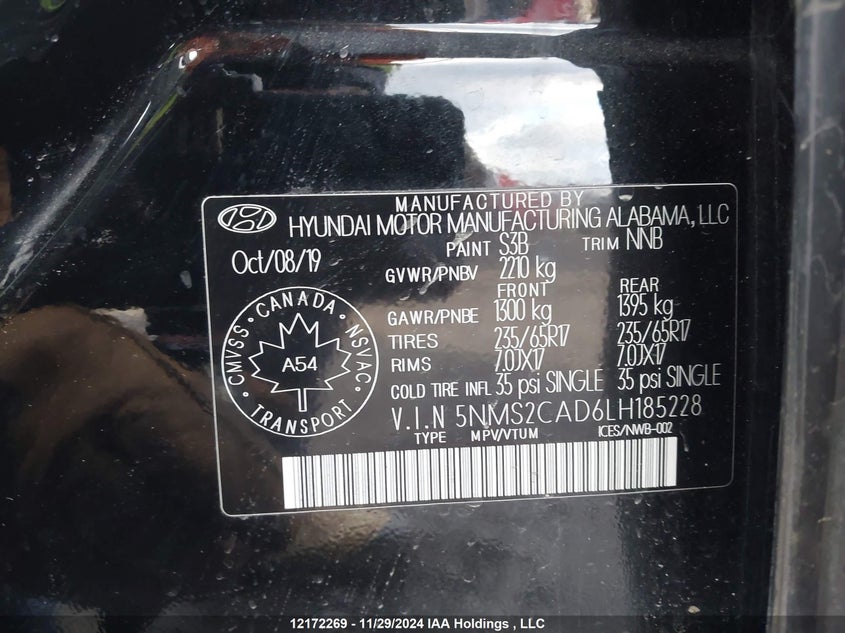 MANUFACTURED BY
HYUNDAI MOTOR MANUFACTURING ALABAMA, LLC
Oct/08/19
PAINT S3B TRIM NNB
GVWR/PNBV 2210 kg
FRONT REAR
GAWR/PNBE 1300 kg 1395 kg
TIRES 235/65R17 235/65R17
RIMS 7.0JX17 7.0JX17
COLD TIRE INFL 35 psi SINGLE 35 psi SINGLE
V.I.N 5NMS2CAD6LH185228
TYPE MPV/VTUM ICES/NWB-002
CMVSS · CANADA · NSVAC · TRANSPORT ·
A54
12172269 - 11/29/2024 IAA Holdings , LLC